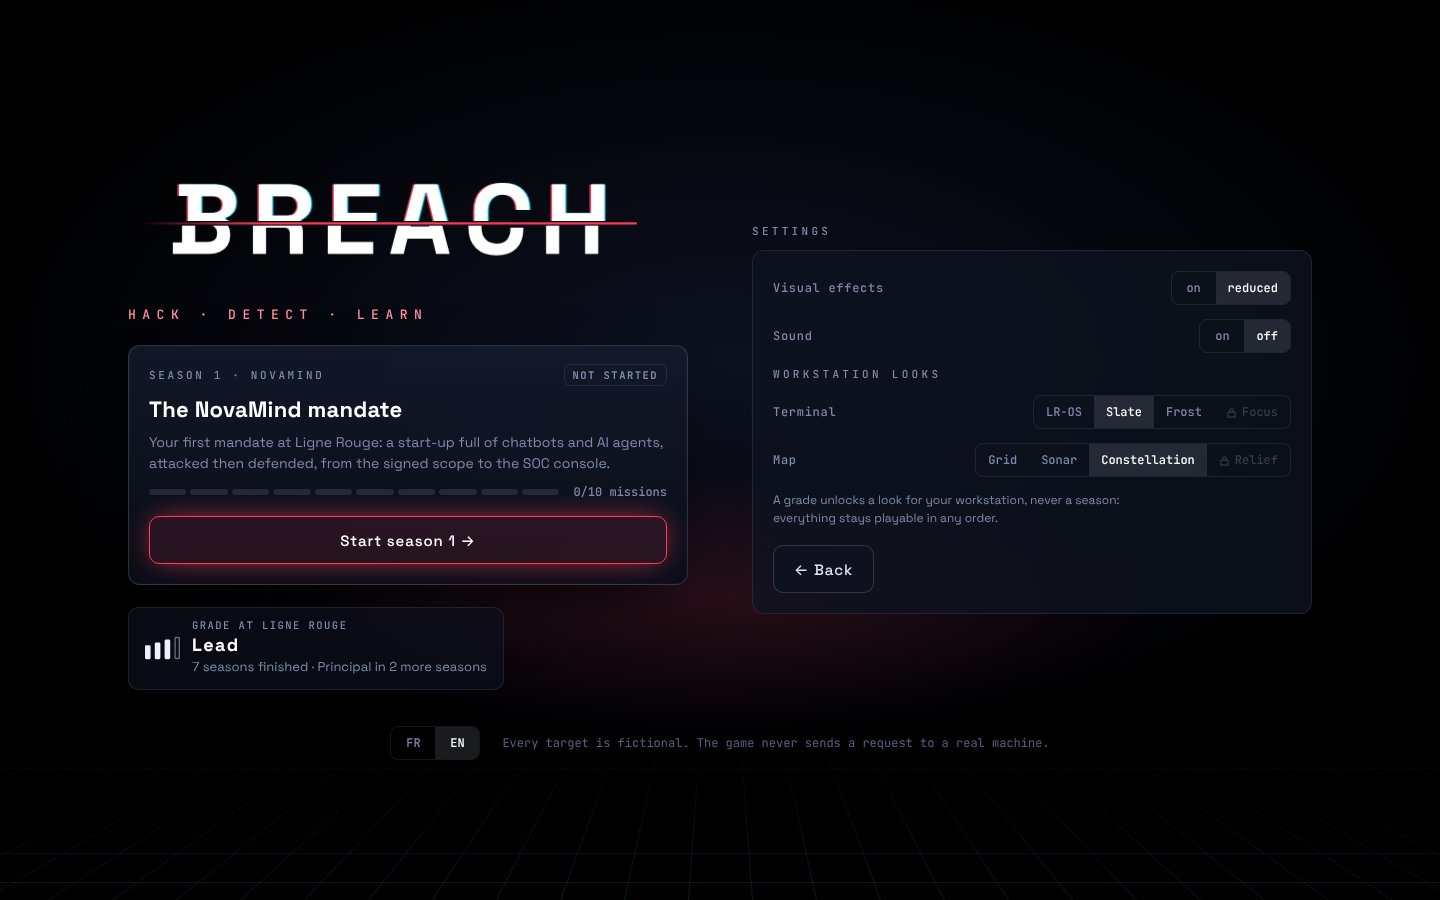 BREACH
HACK · DETECT · LEARN
SEASON 1 · NOVAMIND
NOT STARTED
The NovaMind mandate
Your first mandate at Ligne Rouge: a start-up full of chatbots and AI agents,
attacked then defended, from the signed scope to the SOC console.
0/10 missions
Start season 1 →
GRADE AT LIGNE ROUGE
Lead
7 seasons finished · Principal in 2 more seasons
SETTINGS
Visual effects on reduced
Sound on off
WORKSTATION LOOKS
Terminal LR-OS Slate Frost Focus
Map Grid Sonar Constellation Relief
A grade unlocks a look for your workstation, never a season:
everything stays playable in any order.
← Back
FR EN Every target is fictional. The game never sends a request to a real machine.